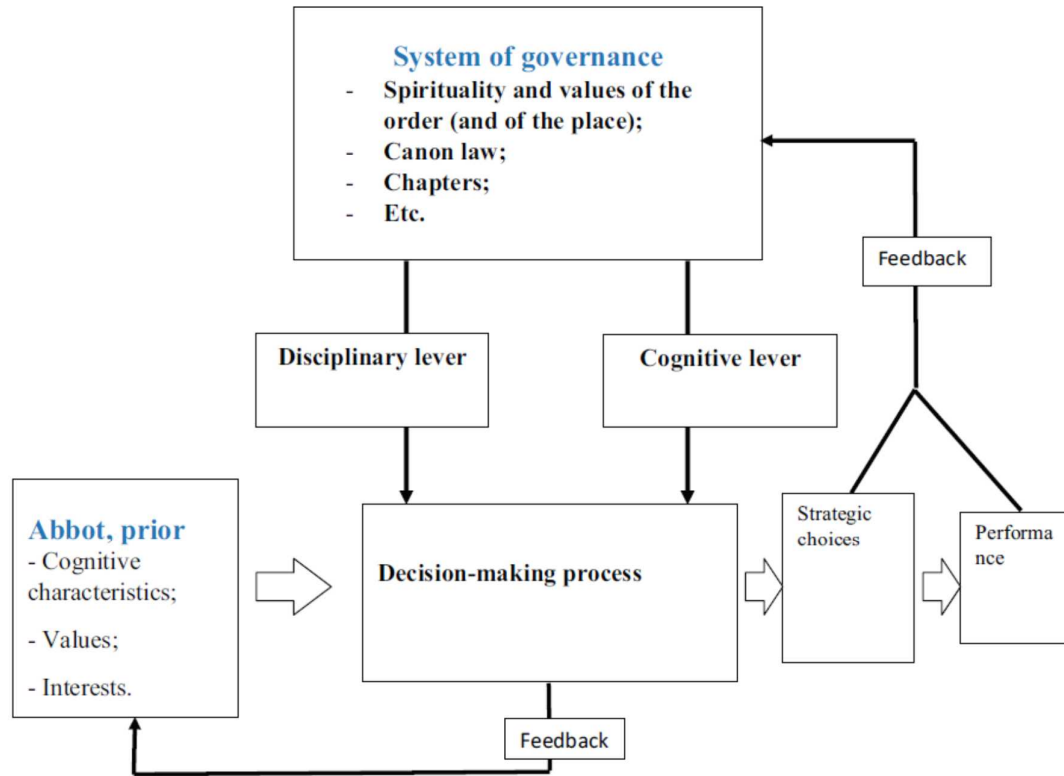 System of governance
- Spirituality and values of the
order (and of the place);
- Canon law;
- Chapters;
- Etc.
Feedback
Disciplinary lever
Cognitive lever
Abbot, prior
- Cognitive
characteristics;
- Values;
- Interests.
Decision-making process
Strategic
choices
Performa
nce
Feedback